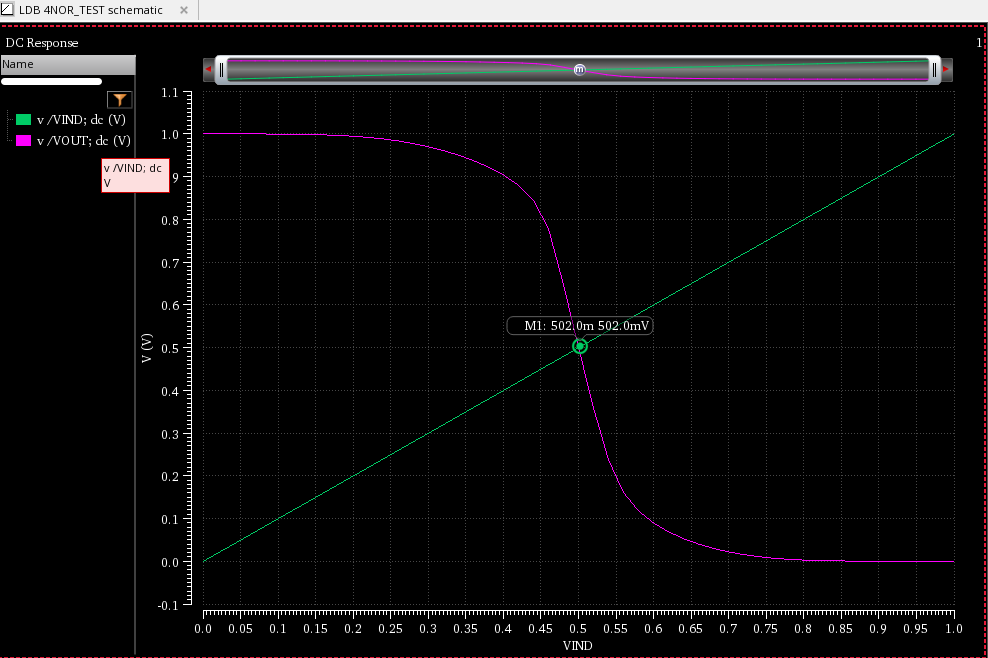 LDB 4NOR_TEST schematic ×
DC Response
1
Name
v /VIND; dc (V)
v /VOUT; dc (V)
v /VIND; dc
V
m
1.1
1.0
9
0.8
0.7
0.6
0.5
0.4
0.3
0.2
0.1
0.0
-0.1
V (V)
M1: 502.0m 502.0mV
0.0 0.05 0.1 0.15 0.2 0.25 0.3 0.35 0.4 0.45 0.5 0.55 0.6 0.65 0.7 0.75 0.8 0.85 0.9 0.95 1.0
VIND